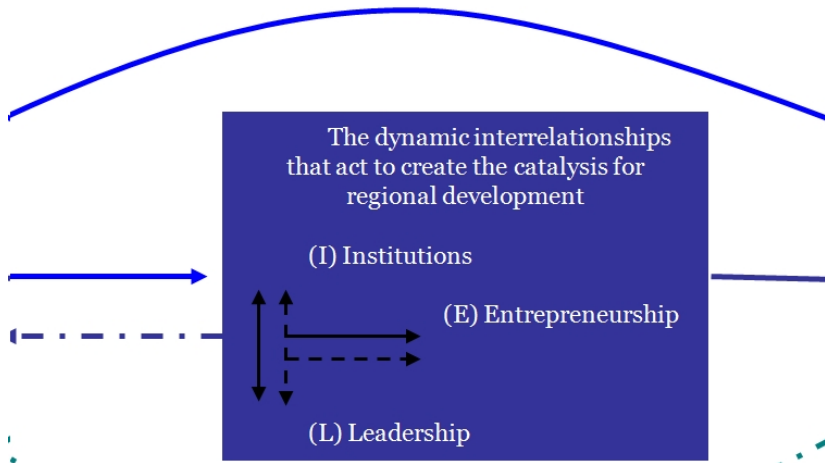 The dynamic interrelationships
that act to create the catalysis for
regional development
(I) Institutions
(E) Entrepreneurship
(L) Leadership